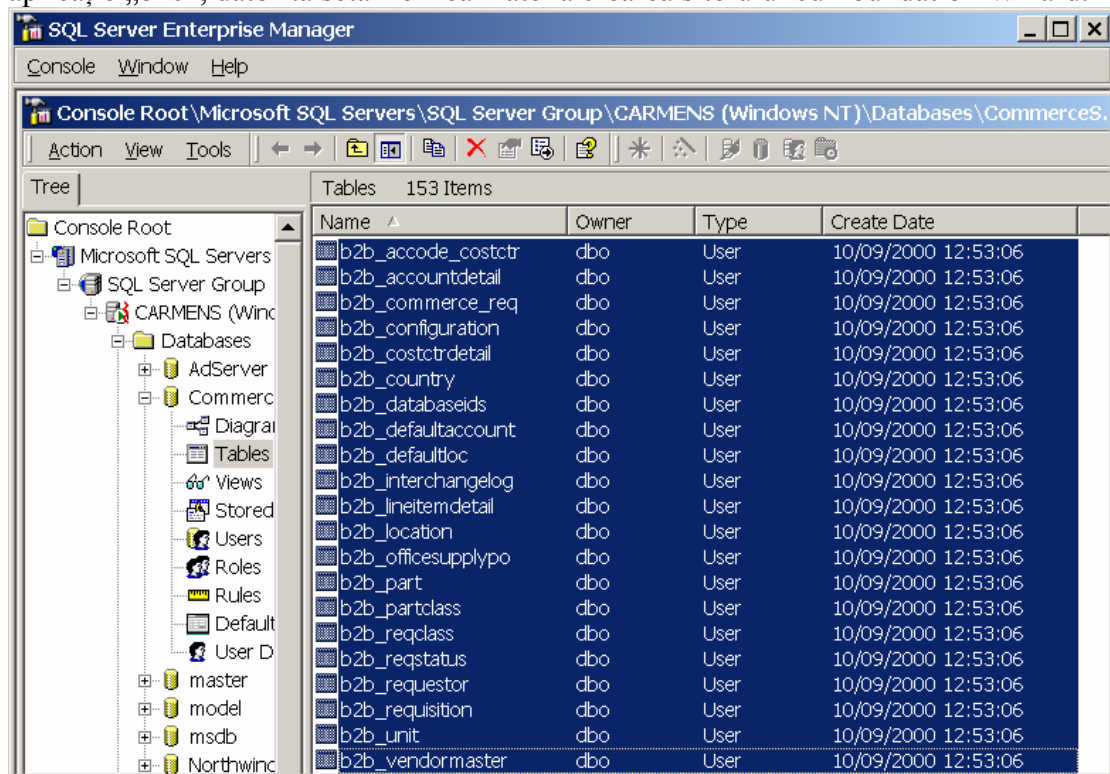 SQL Server Enterprise Manager
Console Window Help
Console Root\Microsoft SQL Servers\SQL Server Group\CARMENS (Windows NT)\Databases\CommerceS.
Action View Tools
Tree
Tables 153 Items
Console Root
Microsoft SQL Servers
SQL Server Group
CARMENS (Winc
Databases
AdServer
Commerc
Diagrar
Tables
Views
Stored
Users
Roles
Rules
Default
User D
master
model
msdb
Northwinc
Name Owner Type Create Date
b2b_accode_costctr dbo User 10/09/2000 12:53:06
b2b_accountdetail dbo User 10/09/2000 12:53:06
b2b_commerce_req dbo User 10/09/2000 12:53:06
b2b_configuration dbo User 10/09/2000 12:53:06
b2b_costctrdetail dbo User 10/09/2000 12:53:06
b2b_country dbo User 10/09/2000 12:53:06
b2b_databaseids dbo User 10/09/2000 12:53:06
b2b_defaultaccount dbo User 10/09/2000 12:53:06
b2b_defaultloc dbo User 10/09/2000 12:53:06
b2b_interchangelog dbo User 10/09/2000 12:53:06
b2b_lineitemdetail dbo User 10/09/2000 12:53:06
b2b_location dbo User 10/09/2000 12:53:06
b2b_officesupplypo dbo User 10/09/2000 12:53:06
b2b_part dbo User 10/09/2000 12:53:06
b2b_partclass dbo User 10/09/2000 12:53:06
b2b_reqclass dbo User 10/09/2000 12:53:06
b2b_reqstatus dbo User 10/09/2000 12:53:06
b2b_requestor dbo User 10/09/2000 12:53:06
b2b_requisition dbo User 10/09/2000 12:53:06
b2b_unit dbo User 10/09/2000 12:53:06
b2b_vendormaster dbo User 10/09/2000 12:53:06